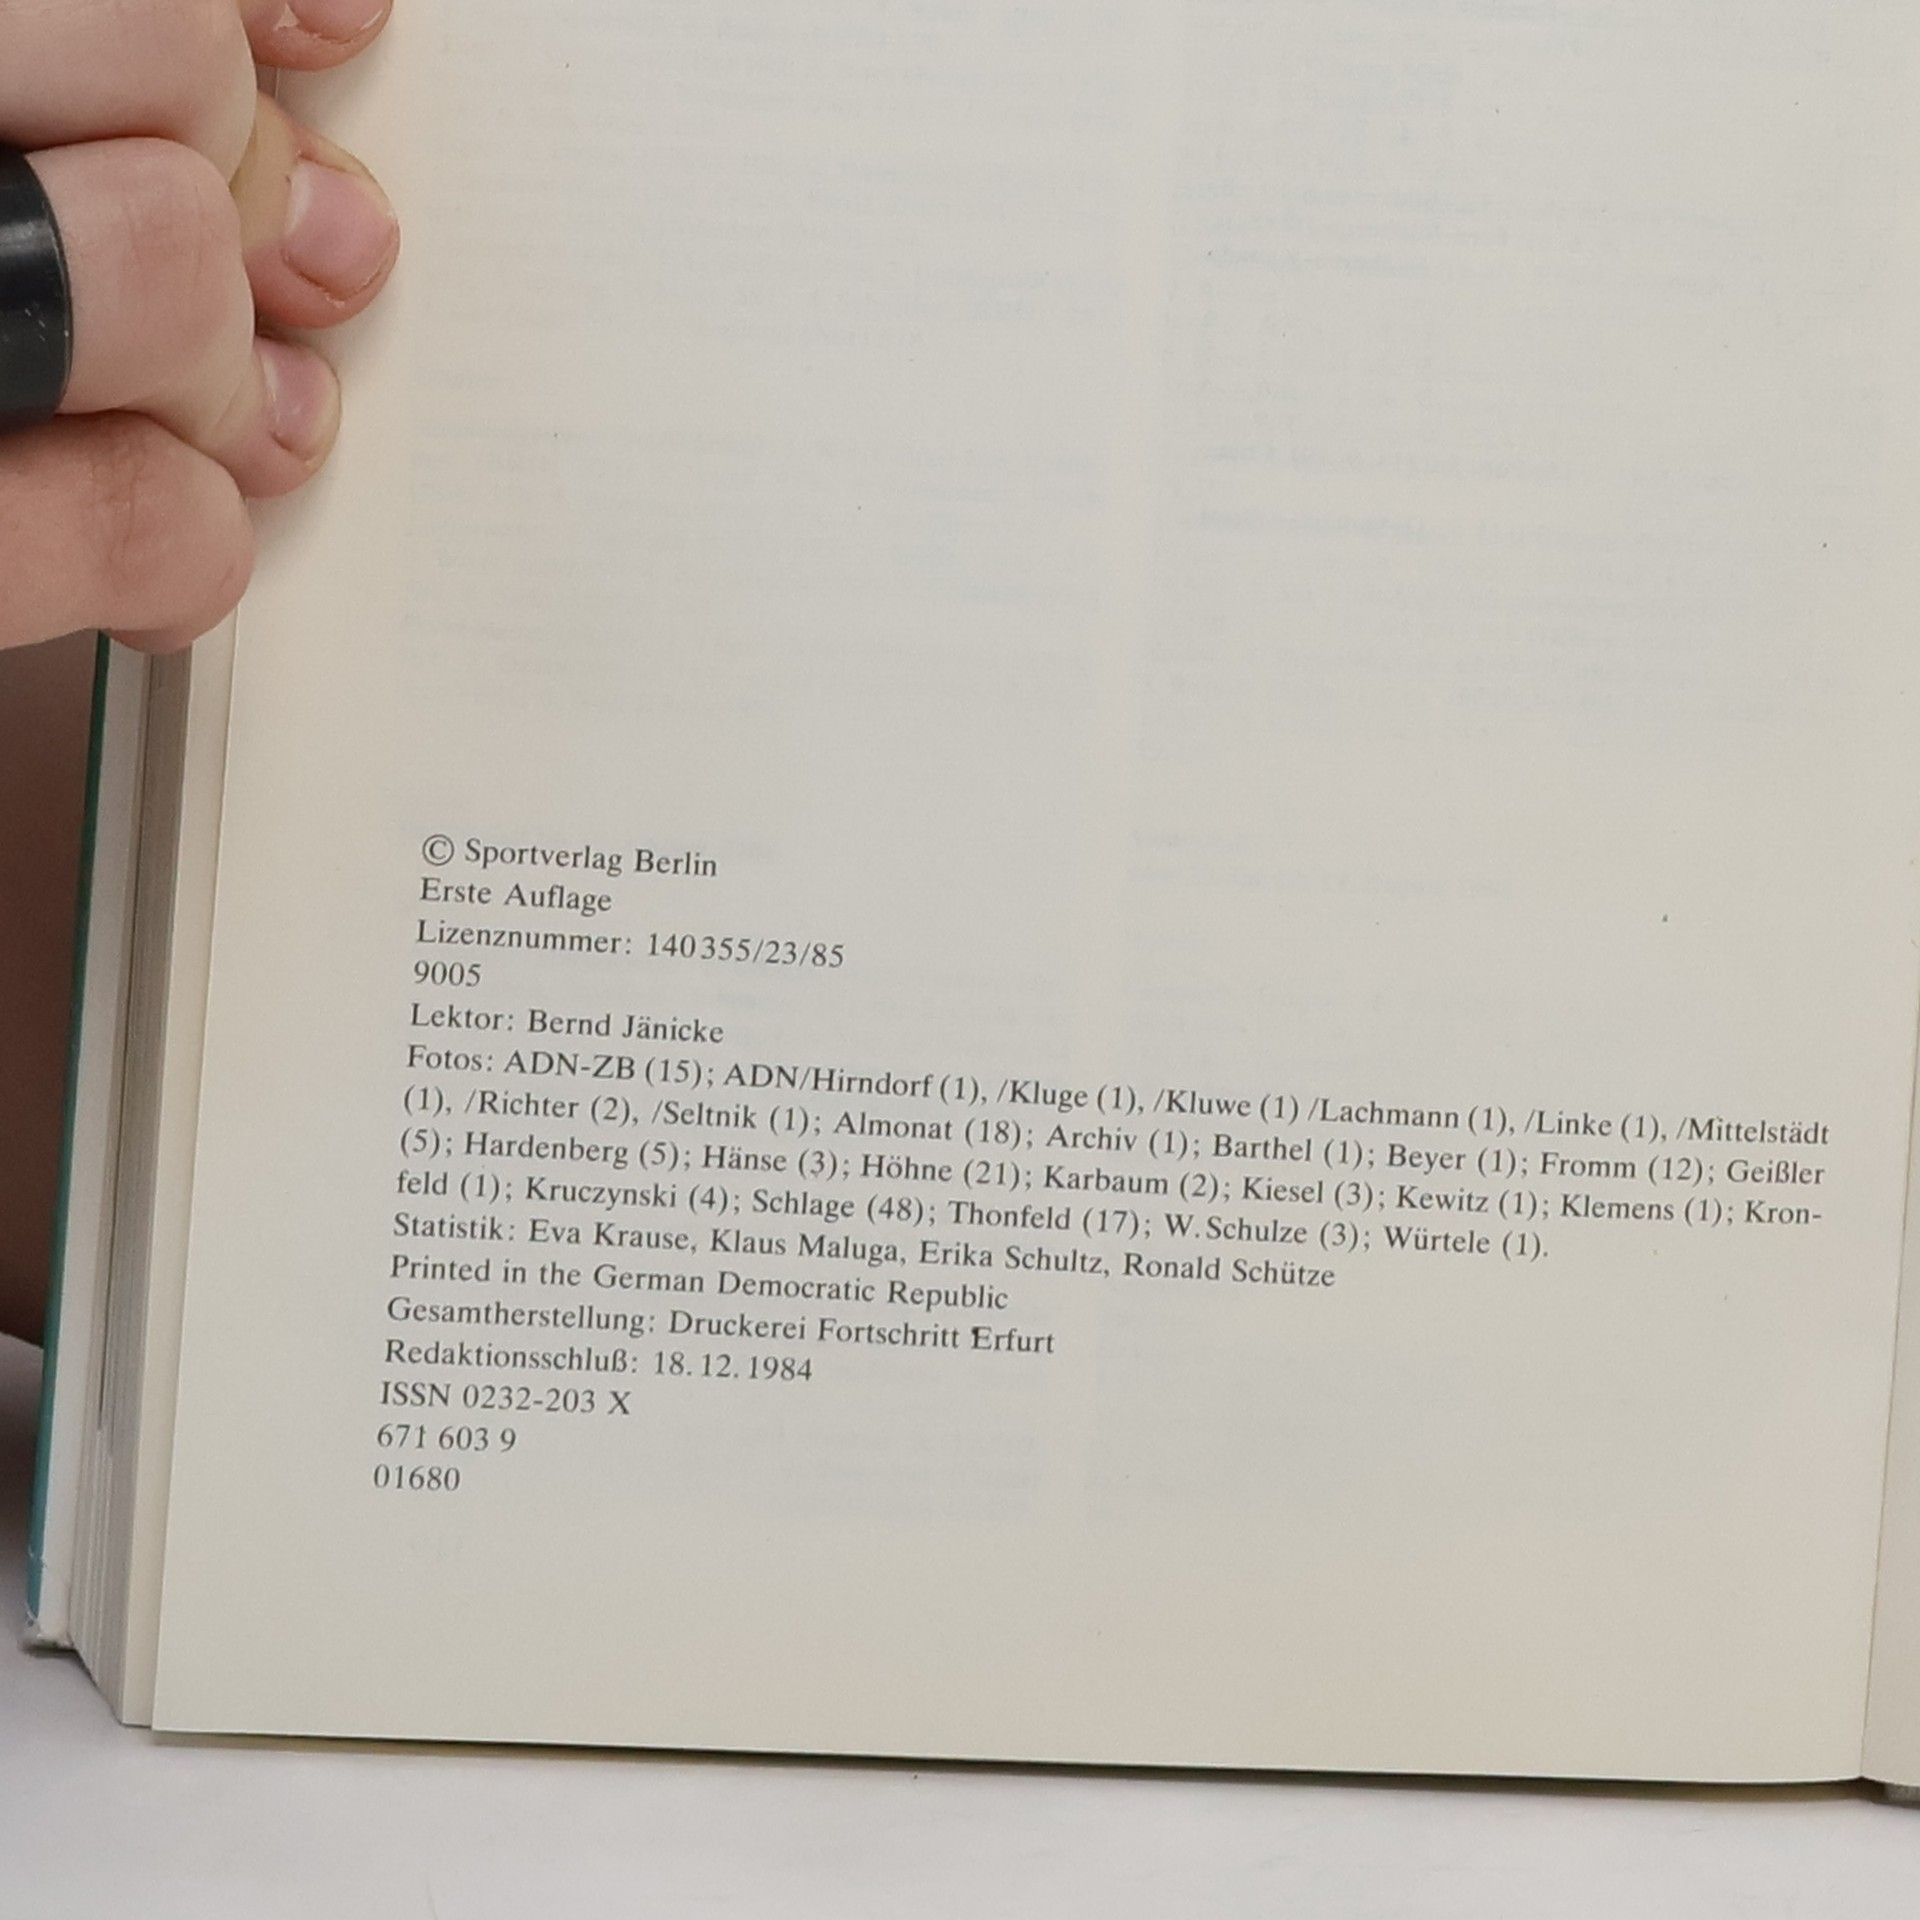 © Sportverlag Berlin
Erste Auflage
Lizenznummer: 140355/23/85
9005
Lektor: Bernd Jänicke
Fotos: ADN-ZB (15); ADN/Hirndorf (1), /Kluge (1), /Kluwe (1) /Lachmann (1), /Linke (1), /Mittelstädt
(1), /Richter (2), /Seltnik (1); Almonat (18); Archiv (1); Barthel (1); Beyer (1); Fromm (12); Geißler
(5); Hardenberg (5); Hänse (3); Höhne (21); Karbaum (2); Kiesel (3); Kewitz (1); Klemens (1); Kron-
feld (1); Kruczynski (4); Schlage (48); Thonfeld (17); W. Schulze (3); Würtele (1).
Statistik: Eva Krause, Klaus Maluga, Erika Schultz, Ronald Schütze
Printed in the German Democratic Republic
Gesamtherstellung: Druckerei Fortschritt Erfurt
Redaktionsschluß: 18. 12. 1984
ISSN 0232-203 X
671 603 9
01680